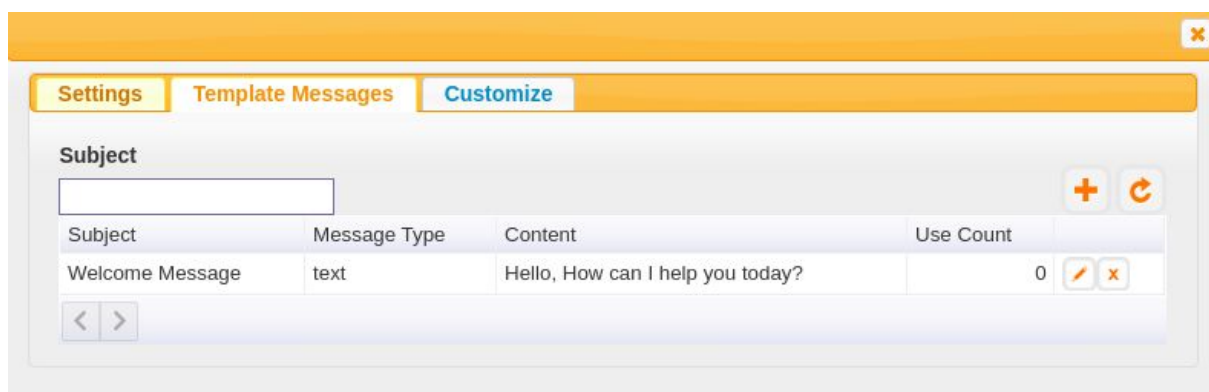 Settings Template Messages Customize
Subject
Subject Message Type Content Use Count
Welcome Message text Hello, How can I help you today? 0